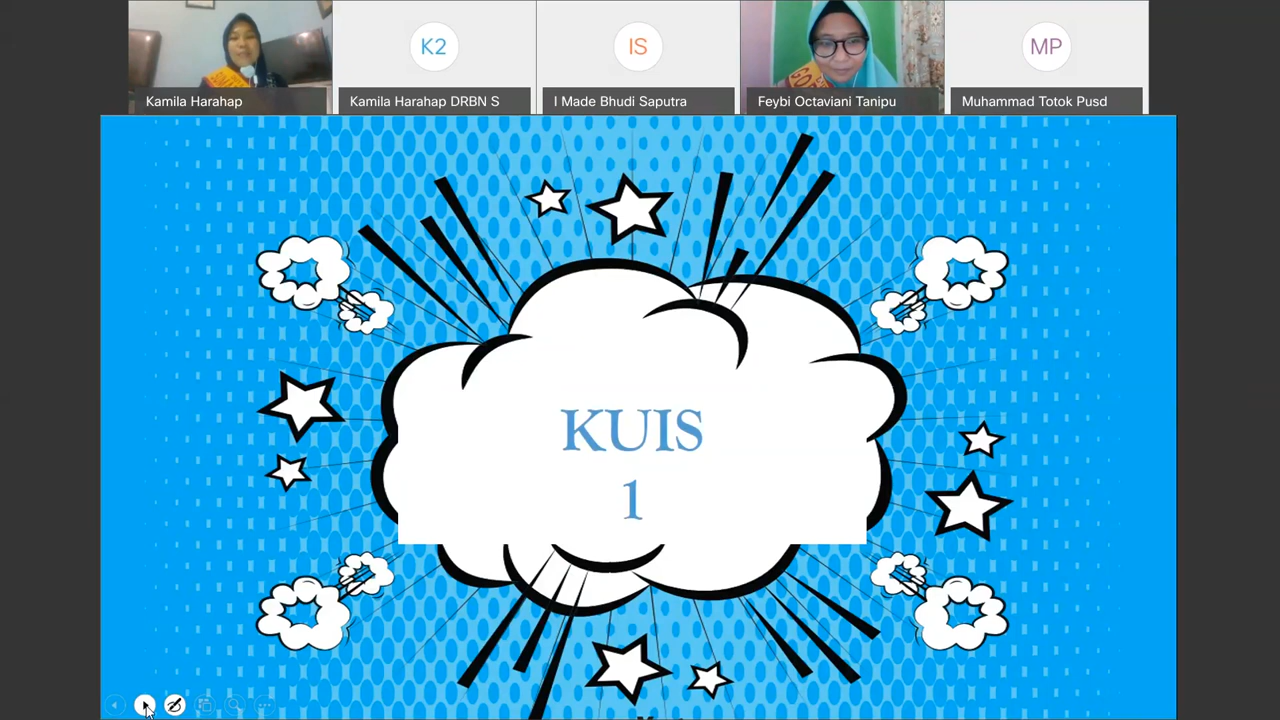 K2
IS
MP
Kamila Harahap
Kamila Harahap DRBN S
I Made Bhudi Saputra
Feybi Octaviani Tanipu
Muhammad Totok Pusd
KUIS
1